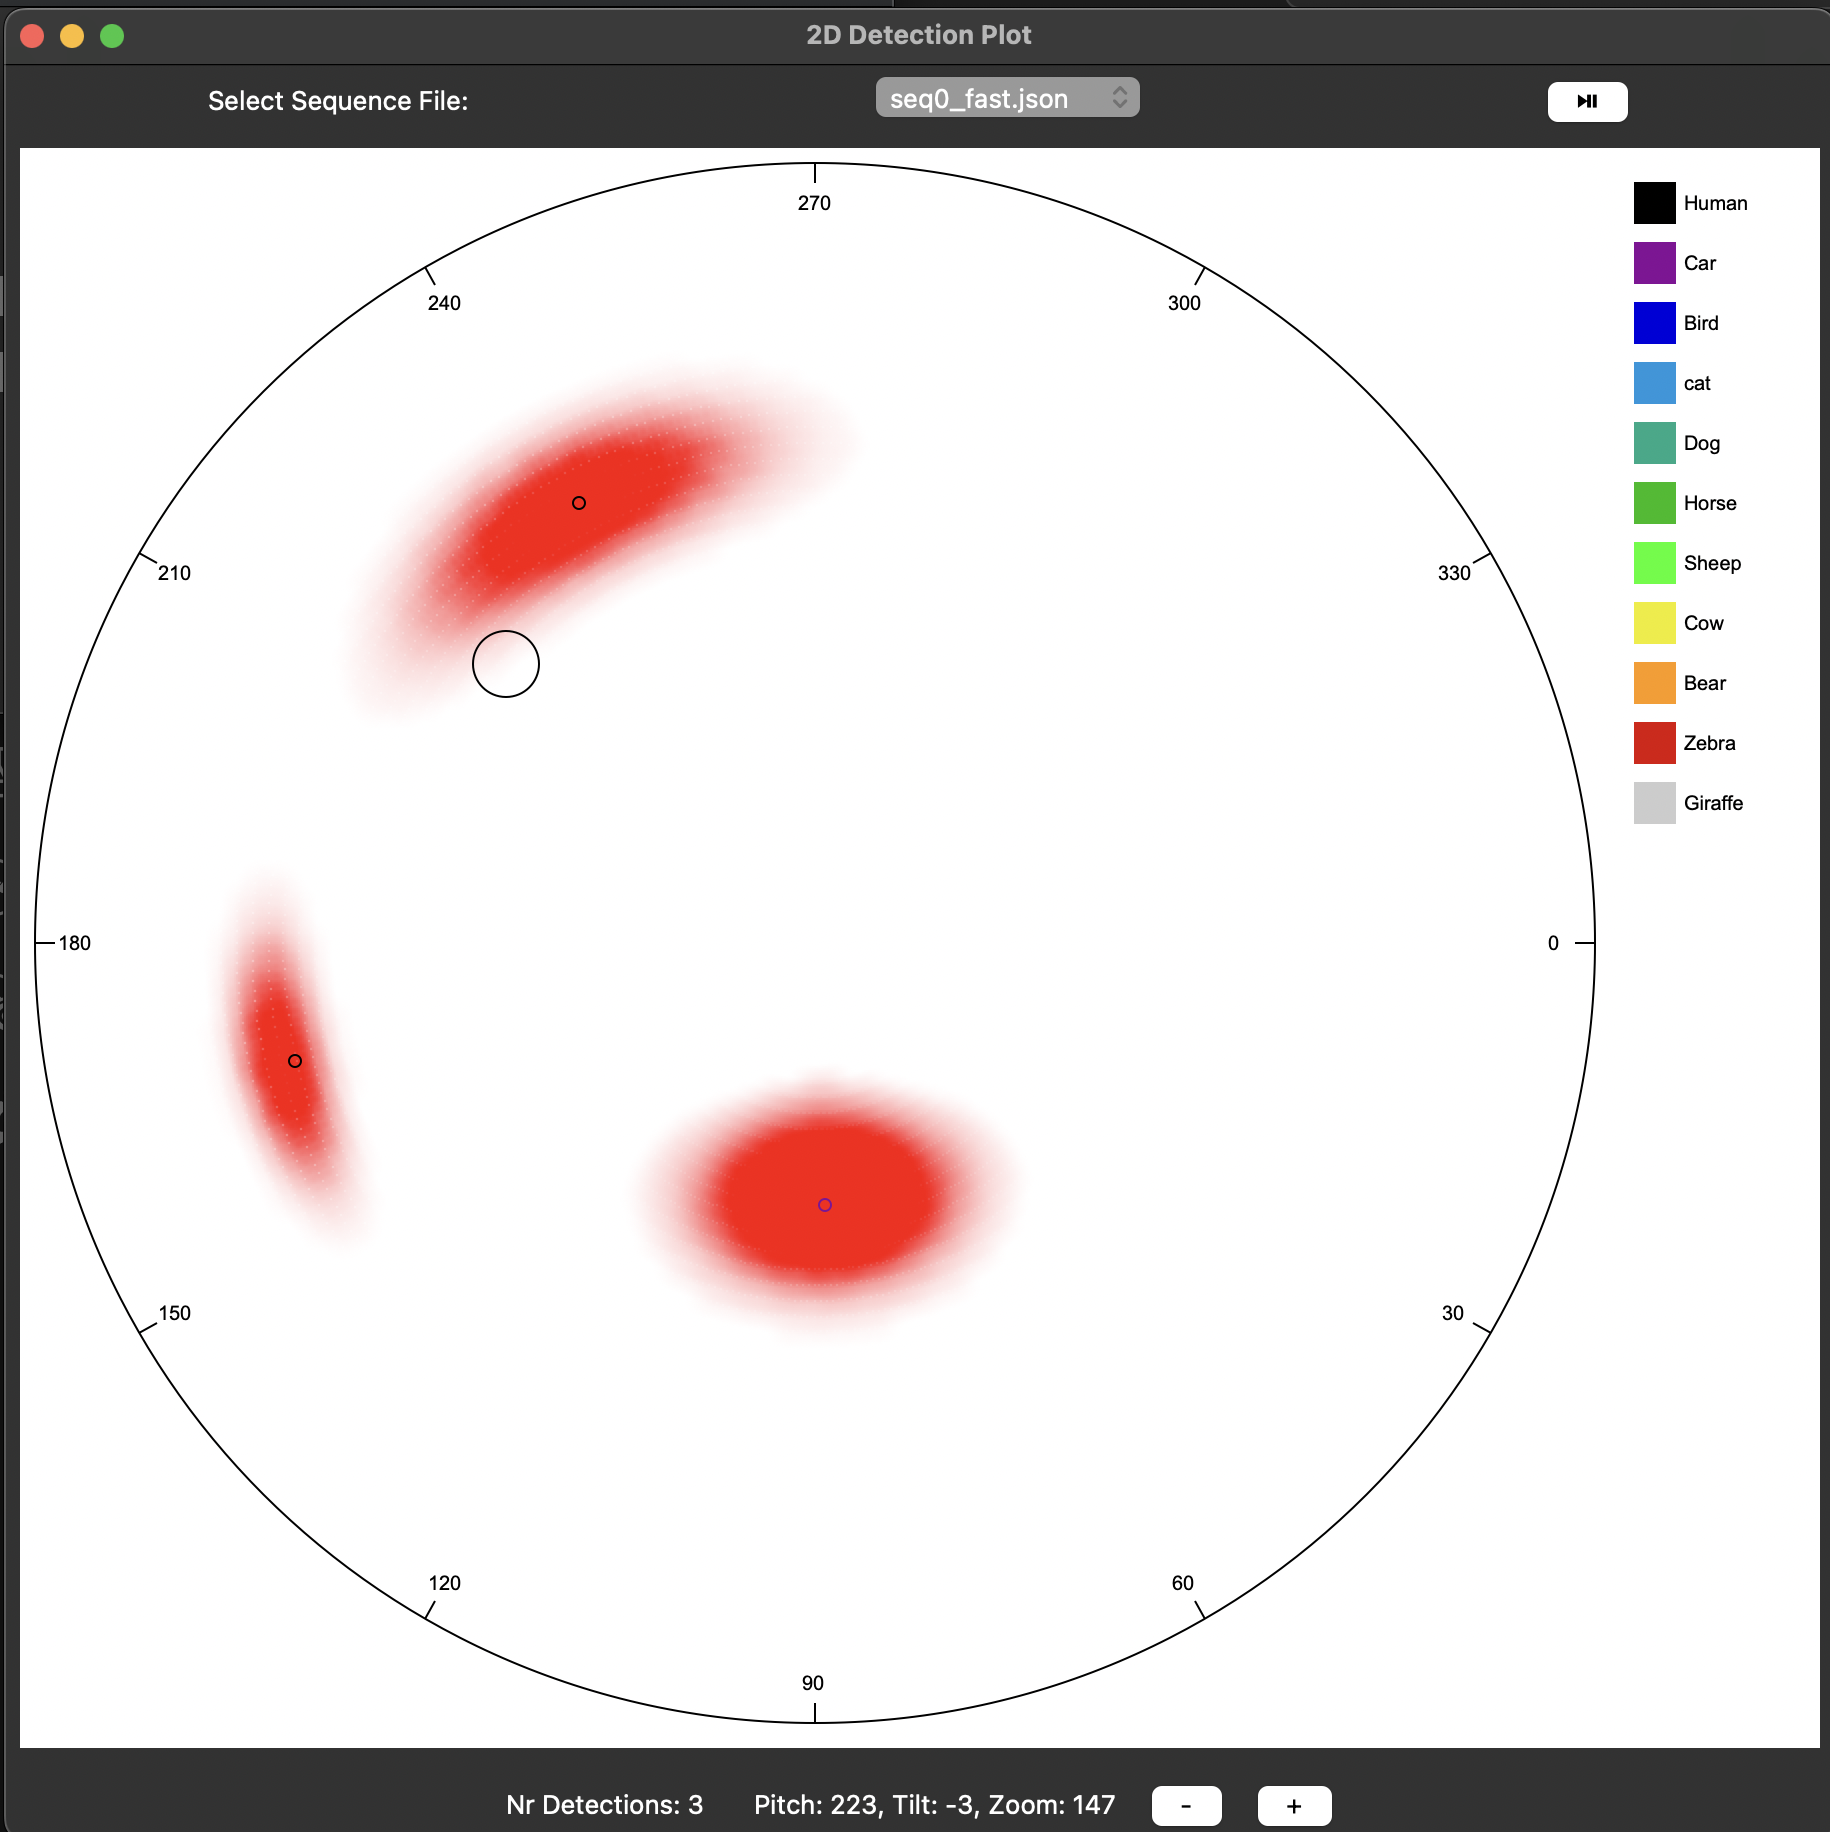 2D Detection Plot
Select Sequence File:
seq0_fast.json
270
240
300
210
330
180
0
150
30
120
60
90
Human
Car
Bird
cat
Dog
Horse
Sheep
Cow
Bear
Zebra
Giraffe
Nr Detections: 3
Pitch: 223, Tilt: -3, Zoom: 147
-
+